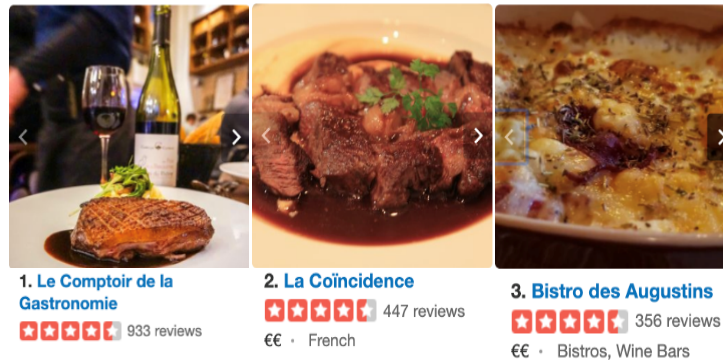 1. Le Comptoir de la
Gastronomie
933 reviews
2. La Coïncidence
447 reviews
€€ • French
3. Bistro des Augustins
356 reviews
€€ • Bistros, Wine Bars